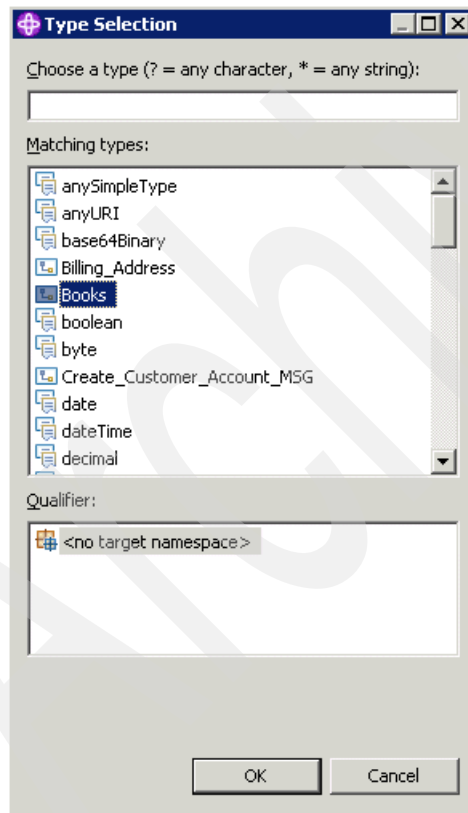 Type Selection
Choose a type (? = any character, * = any string):
Matching types:
anySimpleType
anyURI
base64Binary
Billing_Address
Books
boolean
byte
Create_Customer_Account_MSG
date
dateTime
decimal
Qualifier:
<no target namespace>
OK Cancel